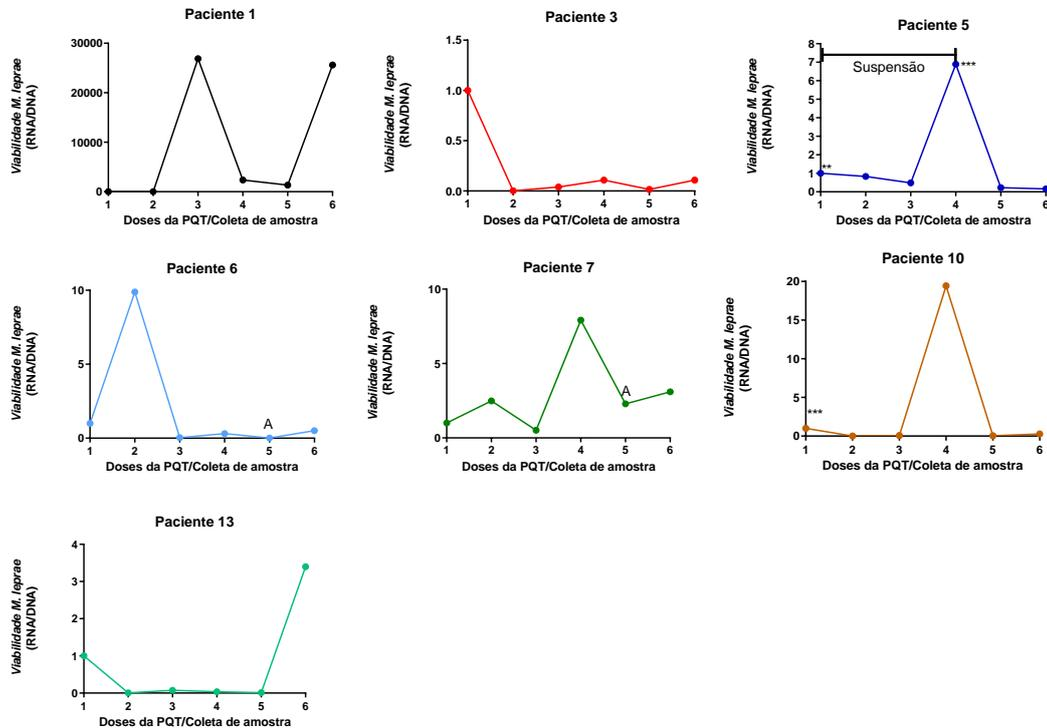 Paciente 1
Viabilidade M. leprae
(RNA/DNA)
30000
20000
10000
0
1 2 3 4 5 6
Doses da PQT/Coleta de amostra
Paciente 3
Viabilidade M. leprae
(RNA/DNA)
1.5
1.0
0.5
0.0
1 2 3 4 5 6
Doses da PQT/Coleta de amostra
Paciente 5
Viabilidade M. leprae
(RNA/DNA)
8
7
6
5
4
3
2
1
0
Suspensão
***
**
1 2 3 4 5 6
Doses da PQT/Coleta de amostra
Paciente 6
Viabilidade M. leprae
(RNA/DNA)
10
5
0
A
1 2 3 4 5 6
Doses da PQT/Coleta de amostra
Paciente 7
Viabilidade M. leprae
(RNA/DNA)
10
5
0
A
1 2 3 4 5 6
Doses da PQT/Coleta de amostra
Paciente 10
Viabilidade M. leprae
(RNA/DNA)
20
15
10
5
0
***
1 2 3 4 5 6
Doses da PQT/Coleta de amostra
Paciente 13
Viabilidade M. leprae
(RNA/DNA)
4
3
2
1
0
1 2 3 4 5 6
Doses da PQT/Coleta de amostra